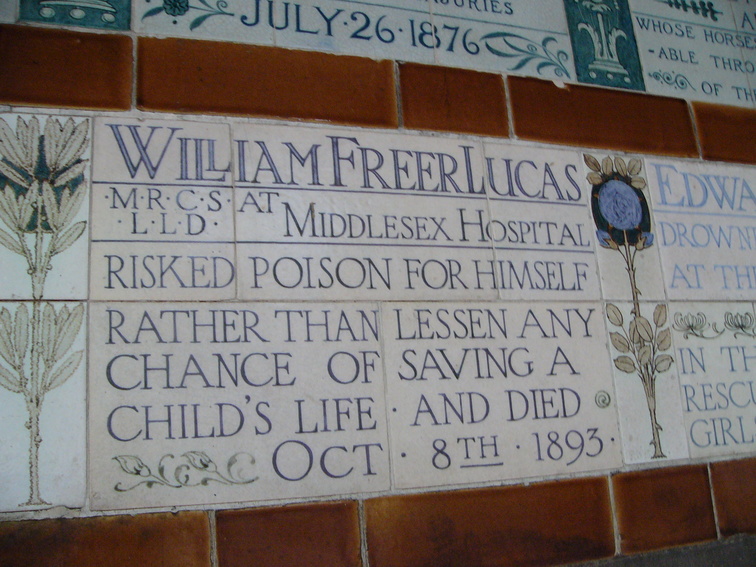 JULY·26·1876
WHOSE HORSES
-ABLE THRO
OF THE
WILLIAM FREER LUCAS
·M·R·C·S· AT MIDDLESEX HOSPITAL
·L·L·D·
RISKED POISON FOR HIMSELF
RATHER THAN LESSEN ANY
CHANCE OF SAVING A
CHILD'S LIFE · AND DIED
OCT · 8TH · 1893 ·
EDWA
DROWNE
AT TH
IN TH
RESCU
GIRL